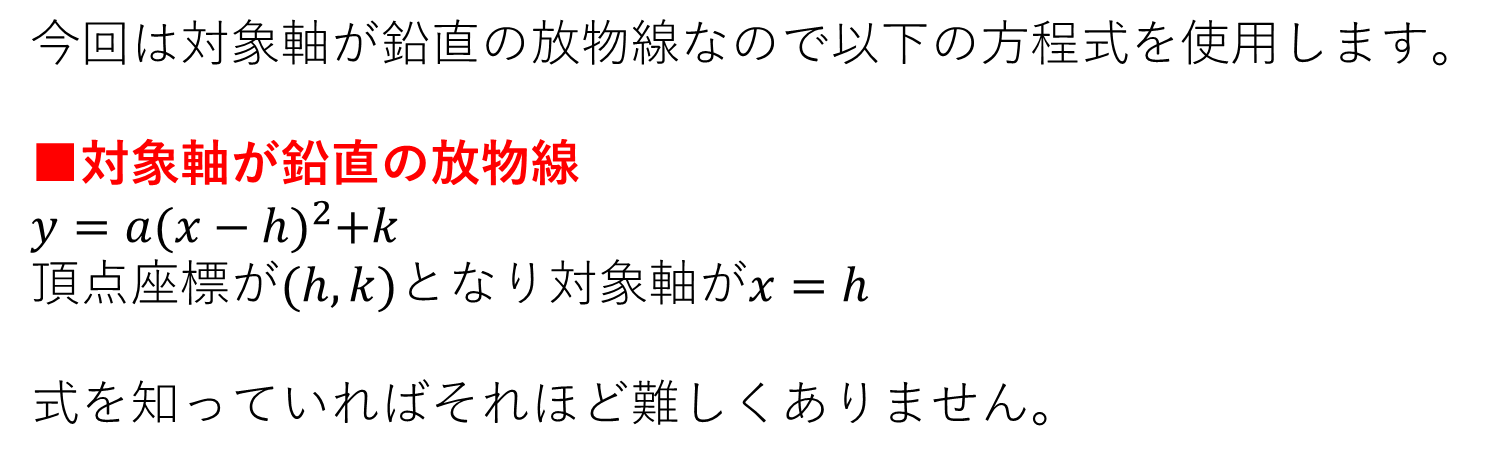 今回は対象軸が鉛直の放物線なので以下の方程式を使用します。
■対象軸が鉛直の放物線
y = a(x − h)²+k
頂点座標が(h, k)となり対象軸がx = h
式を知っていればそれほど難しくありません。